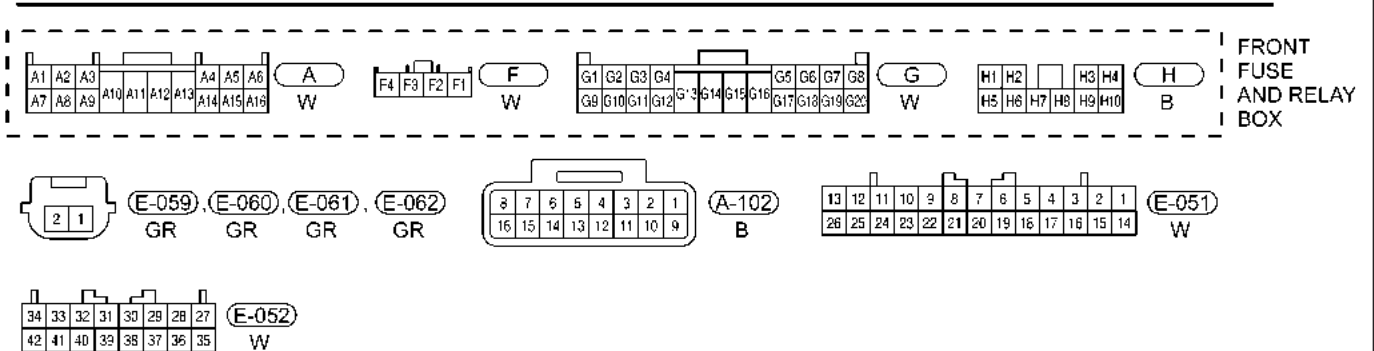 A1 A2 A3 A4 A5 A6 A
A10 A11 A12 A13
A7 A8 A9 A14 A15 A16 W
F4 F3 F2 F1 F
W
G1 G2 G3 G4 G5 G6 G7 G8 G
G13 G14 G15 G16
G9 G10 G11 G12 G17 G18 G19 G20 W
H1 H2 H3 H4 H
H5 H6 H7 H8 H9 H10 B
FRONT
FUSE
AND RELAY
BOX
2 1
E-059, E-060, E-061, E-062
GR GR GR GR
8 7 6 5 4 3 2 1 A-102
16 15 14 13 12 11 10 9 B
13 12 11 10 9 8 7 6 5 4 3 2 1 E-051
26 25 24 23 22 21 20 19 18 17 16 15 14 W
34 33 32 31 30 29 28 27 E-052
42 41 40 39 38 37 36 35 W